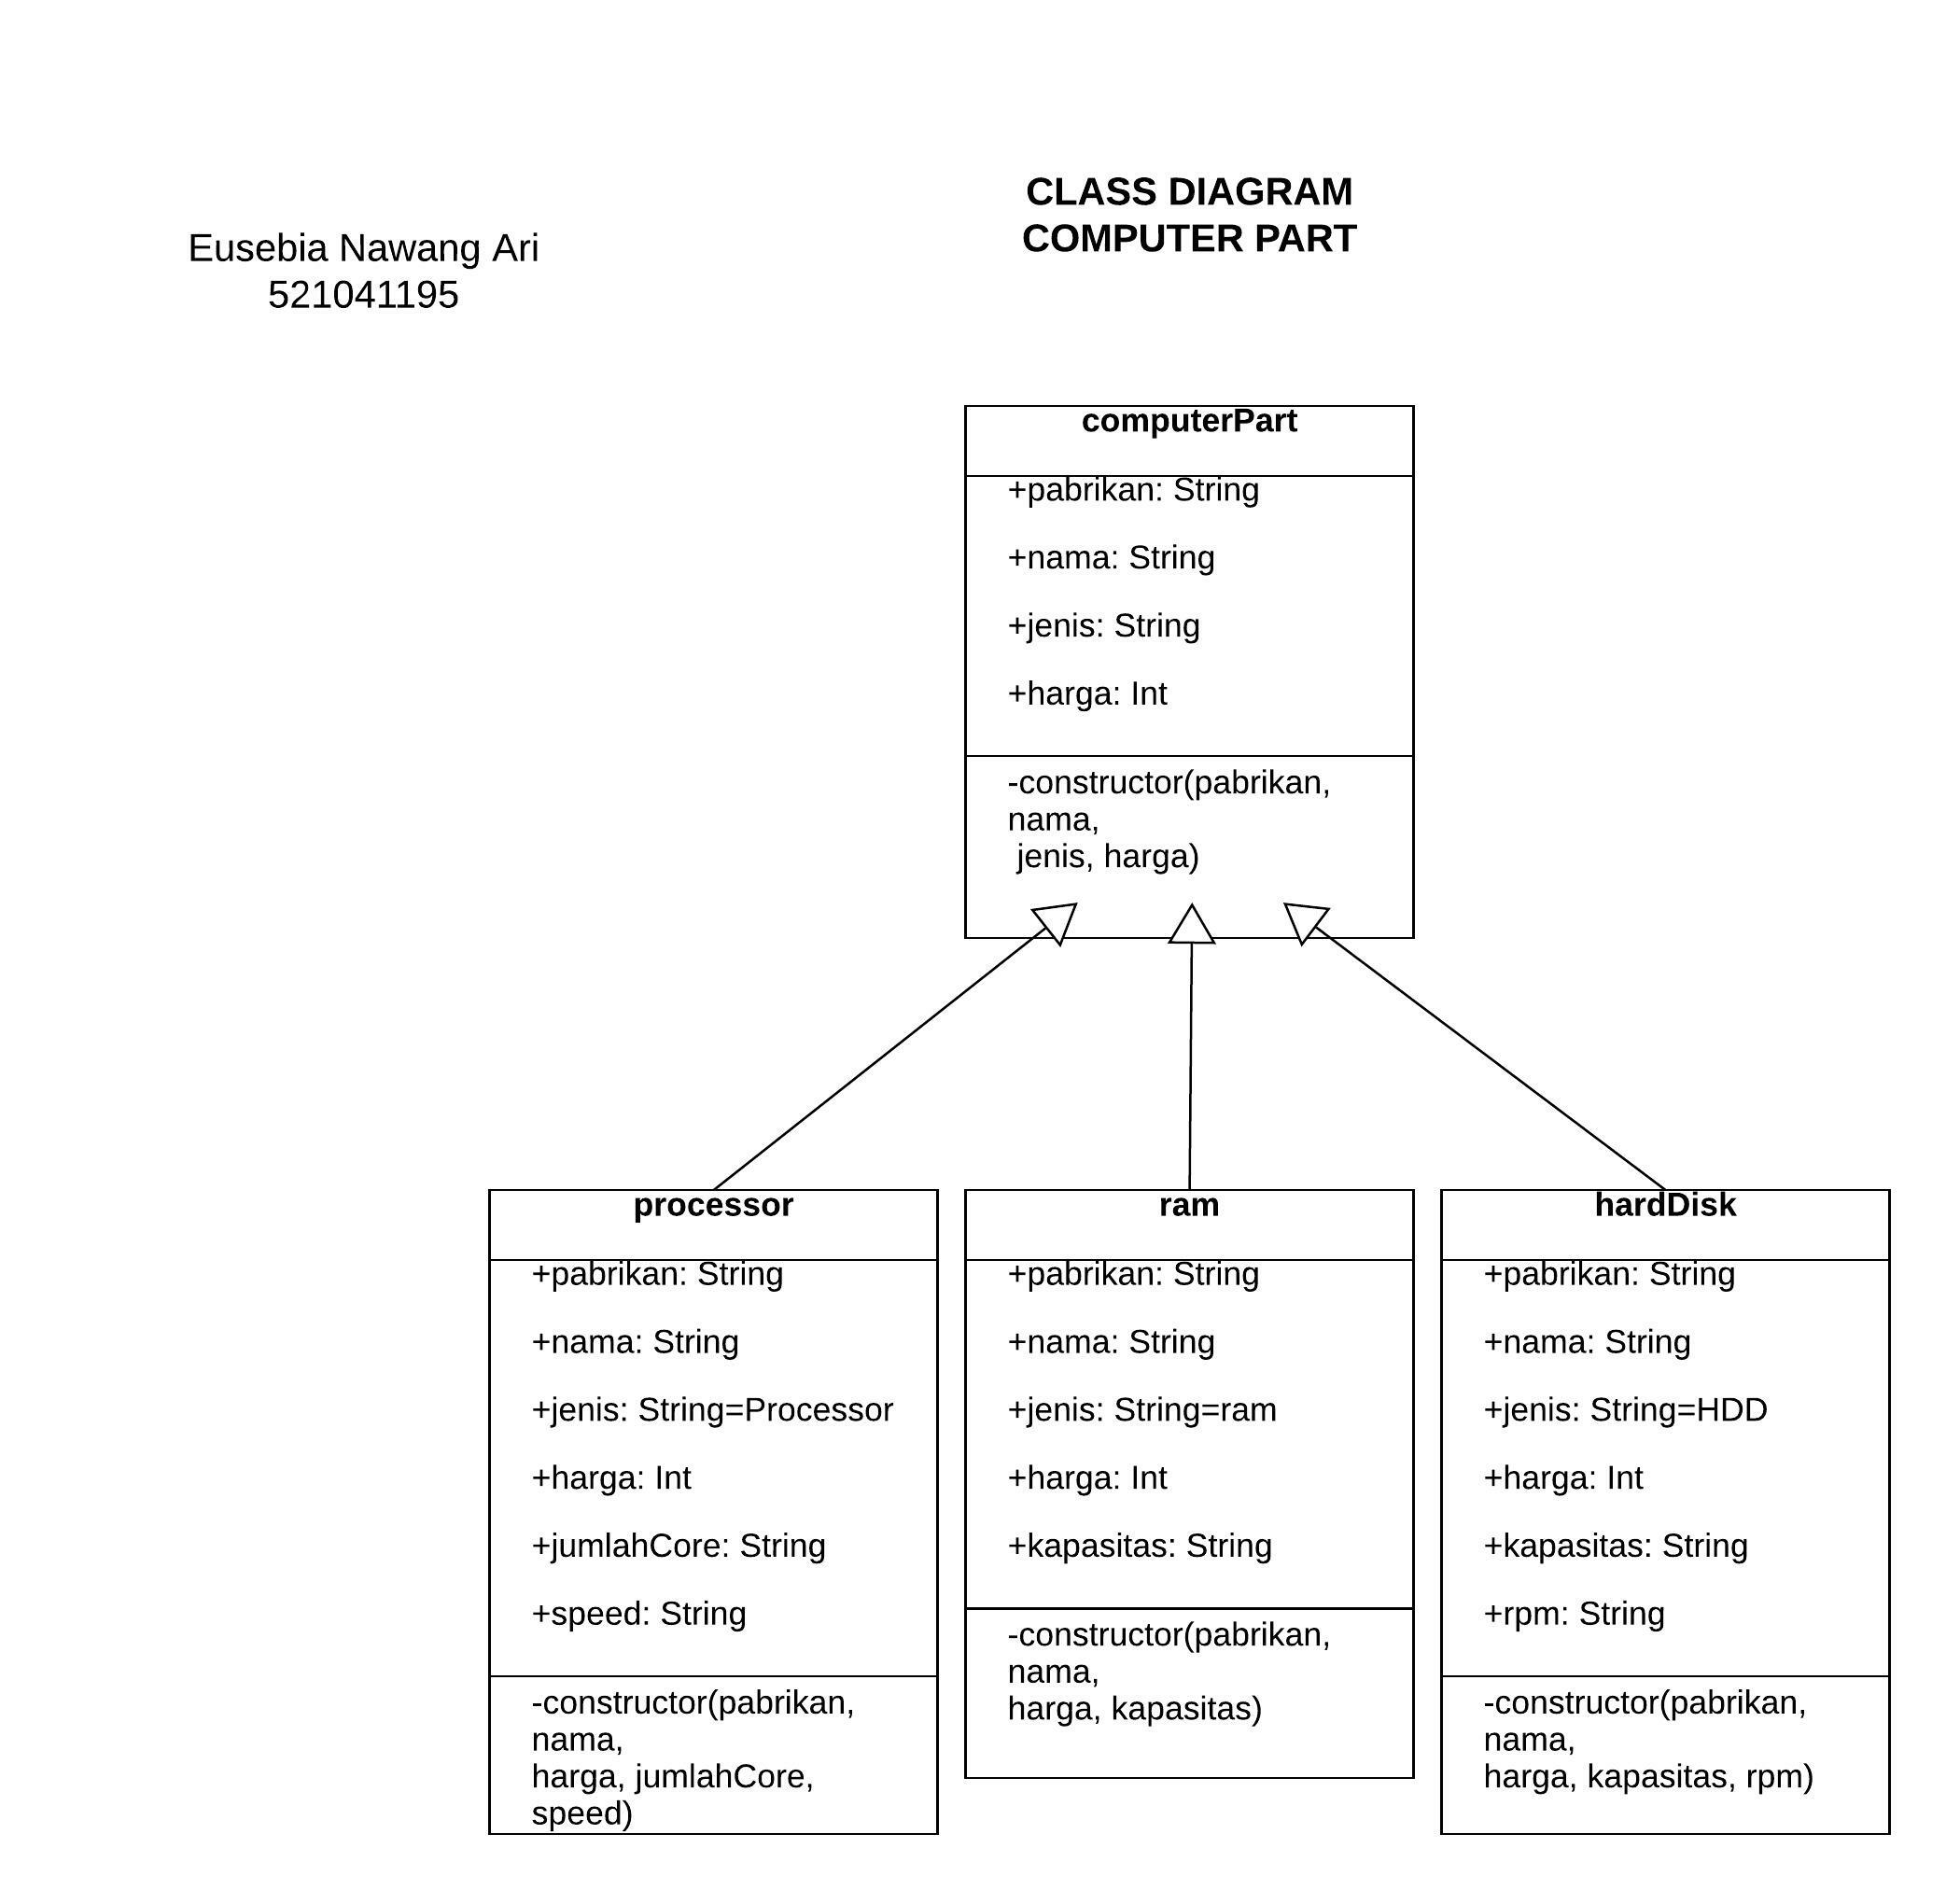 CLASS DIAGRAM
COMPUTER PART
Eusebia Nawang Ari
521041195
computerPart
+pabrikan: String
+nama: String
+jenis: String
+harga: Int
-constructor(pabrikan,
nama,
jenis, harga)
processor
+pabrikan: String
+nama: String
+jenis: String=Processor
+harga: Int
+jumlahCore: String
+speed: String
-constructor(pabrikan,
nama,
harga, jumlahCore,
speed)
ram
+pabrikan: String
+nama: String
+jenis: String=ram
+harga: Int
+kapasitas: String
-constructor(pabrikan,
nama,
harga, kapasitas)
hardDisk
+pabrikan: String
+nama: String
+jenis: String=HDD
+harga: Int
+kapasitas: String
+rpm: String
-constructor(pabrikan,
nama,
harga, kapasitas, rpm)